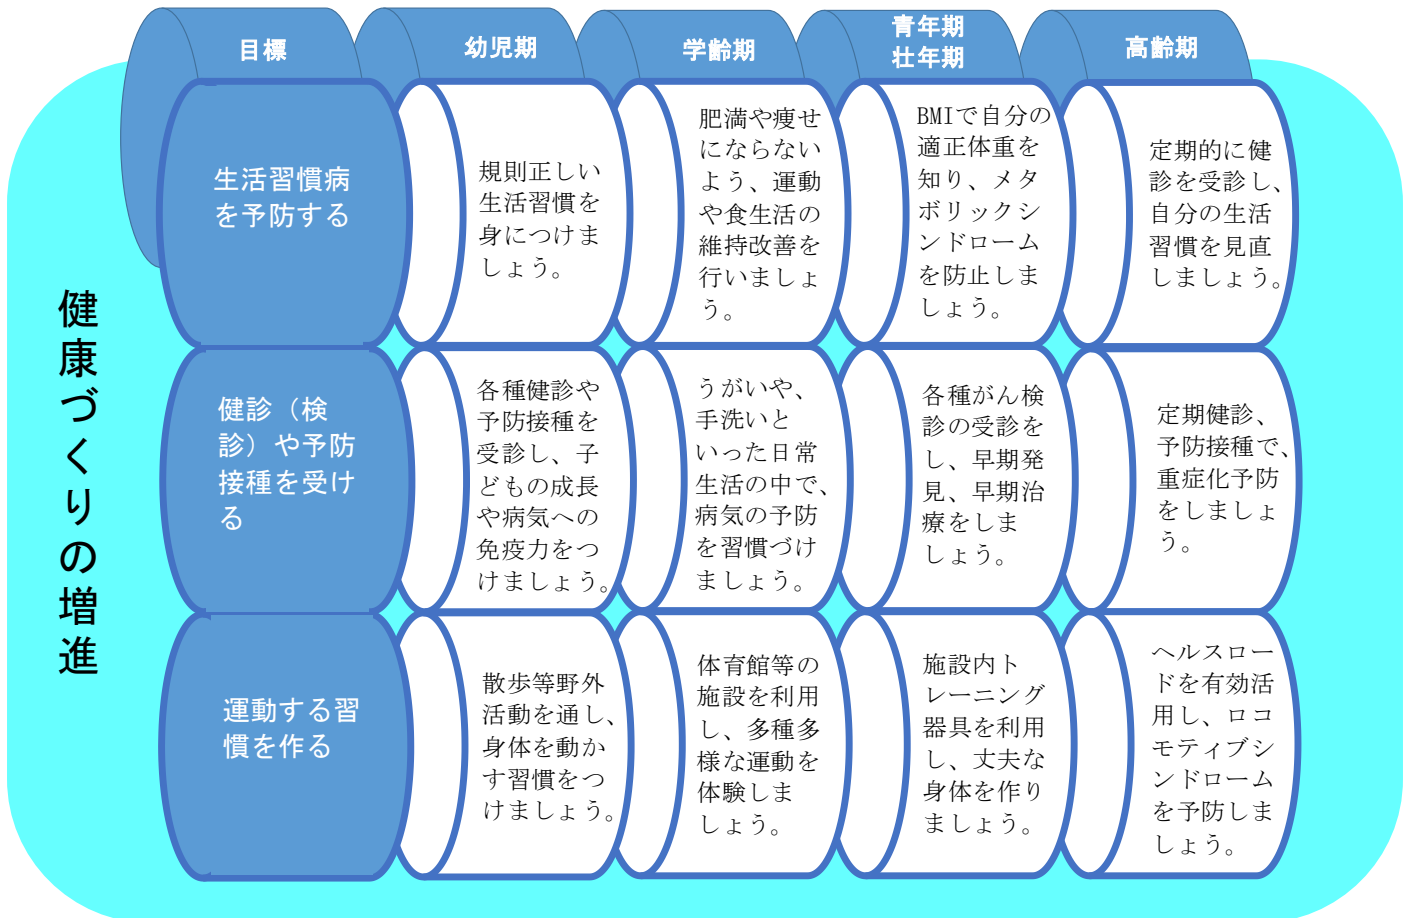 目標
幼児期
学齢期
青年期
壮年期
高齢期
健康づくりの増進
生活習慣病
を予防する
規則正しい
生活習慣を
身につけま
しょう。
肥満や痩せ
にならない
よう、運動
や食生活の
維持改善を
行いましょ
う。
BMIで自分の
適正体重を
知り、メタ
ボリックシ
ンドローム
を防止しま
しょう。
定期的に健
診を受診し、
自分の生活
習慣を見直
しましょう。
健診（検
診）や予防
接種を受け
る
各種健診や
予防接種を
受診し、子
どもの成長
や病気への
免疫力をつ
けましょう。
うがいや、
手洗いと
いった日常
生活の中で、
病気の予防
を習慣づけ
ましょう。
各種がん検
診の受診を
し、早期発
見、早期治
療をしま
しょう。
定期健診、
予防接種で、
重症化予防
をしましょ
う。
運動する習
慣を作る
散歩等野外
活動を通し、
身体を動か
す習慣をつ
けましょう。
体育館等の
施設を利用
し、多種多
様な運動を
体験しま
しょう。
施設内ト
レーニング
器具を利用
し、丈夫な
身体を作り
ましょう。
ヘルスロー
ドを有効活
用し、ロコ
モティブシ
ンドローム
を予防しま
しょう。